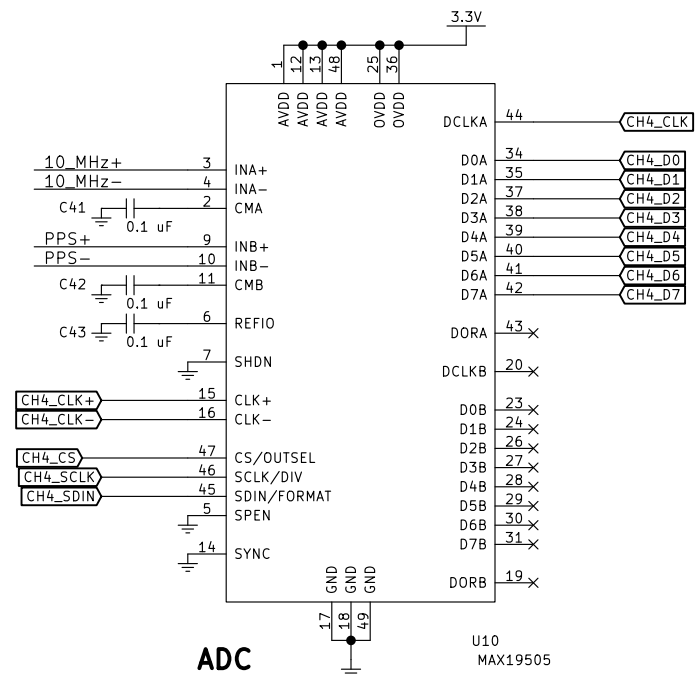 3.3V
1 12 13 48 25 36
AVDD AVDD AVDD AVDD OVDD OVDD
DCLKA 44 CH4_CLK
10_MHz+ 3 INA+ D0A 34 CH4_D0
10_MHz- 4 INA- D1A 35 CH4_D1
C41 0.1 uF 2 CMA D2A 37 CH4_D2
D3A 38 CH4_D3
PPS+ 9 INB+ D4A 39 CH4_D4
PPS- 10 INB- D5A 40 CH4_D5
C42 0.1 uF 11 CMB D6A 41 CH4_D6
D7A 42 CH4_D7
C43 0.1 uF 6 REFIO
DORA 43
7 SHDN
DCLKB 20
CH4_CLK+ 15 CLK+
CH4_CLK- 16 CLK- D0B 23
D1B 24
D2B 26
CH4_CS 47 CS/OUTSEL D3B 27
CH4_SCLK 46 SCLK/DIV D4B 28
CH4_SDIN 45 SDIN/FORMAT D5B 29
5 SPEN D6B 30
D7B 31
14 SYNC
DORB 19
GND GND GND
17 18 49
ADC
U10
MAX19505